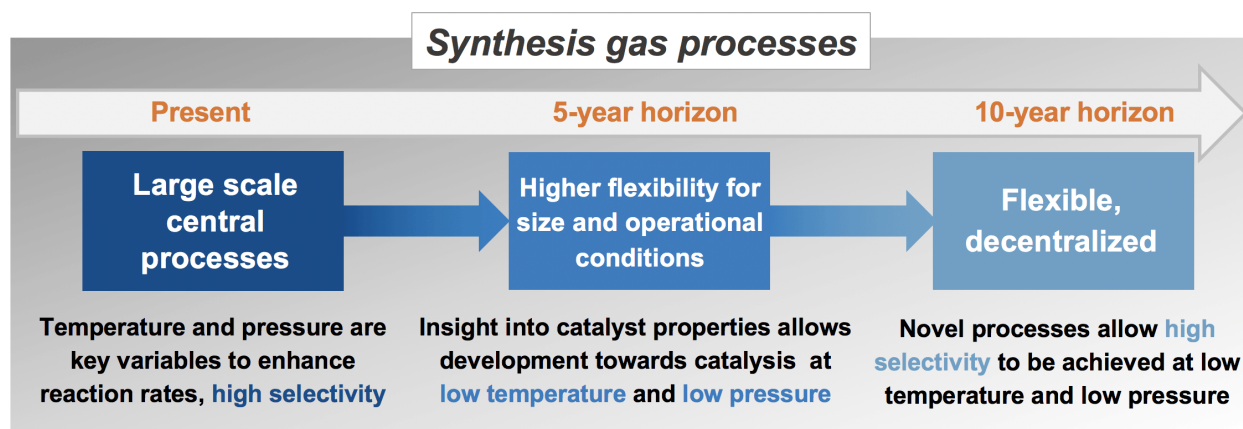 Synthesis gas processes
Present
5-year horizon
10-year horizon
Large scale
central
processes
Higher flexibility for
size and operational
conditions
Flexible,
decentralized
Temperature and pressure are
key variables to enhance
reaction rates, high selectivity
Insight into catalyst properties allows
development towards catalysis at
low temperature and low pressure
Novel processes allow high
selectivity to be achieved at low
temperature and low pressure